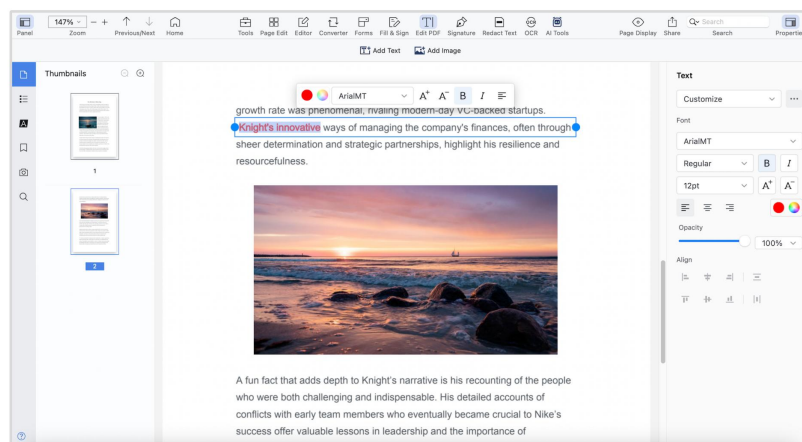 147%
Panel
Zoom
Previous/Next
Home
Tools
Page Edit
Editor
Converter
Forms
Fill & Sign
Edit PDF
Signature
Redact Text
OCR
AI Tools
Page Display
Share
Search
Search
Propertie
Add Text
Add Image
Thumbnails
1
2
ArialMT
A+ A- B I
growth rate was phenomenal, rivaling modern-day VC-backed startups.
Knight's innovative ways of managing the company's finances, often through
sheer determination and strategic partnerships, highlight his resilience and
resourcefulness.
A fun fact that adds depth to Knight's narrative is his recounting of the people
who were both challenging and indispensable. His detailed accounts of
conflicts with early team members who eventually became crucial to Nike's
success offer valuable lessons in leadership and the importance of
Text
Customize
Font
ArialMT
Regular
B I
12pt
A+ A-
Opacity
100%
Align